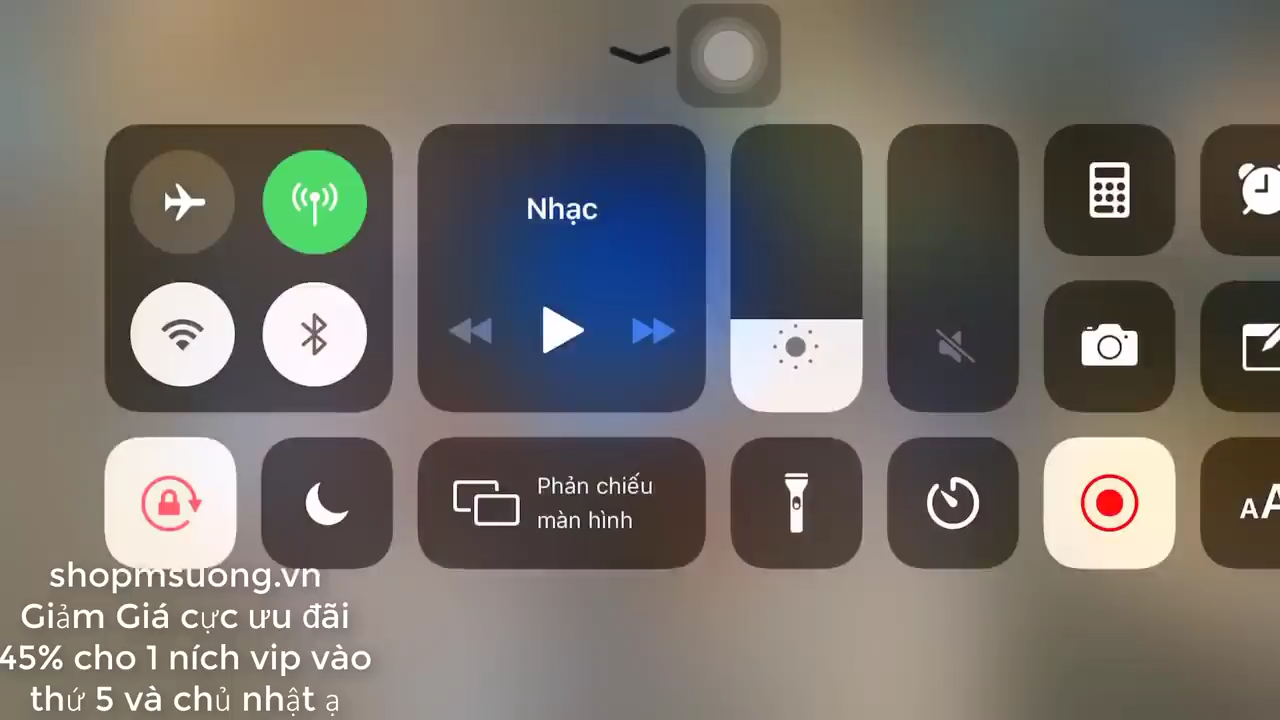 Nhạc
Phản chiếu
màn hình
AA
shopmsuong.vn
Giảm Giá cực ưu đãi
45% cho 1 ních vip vào
thứ 5 và chủ nhật ạ